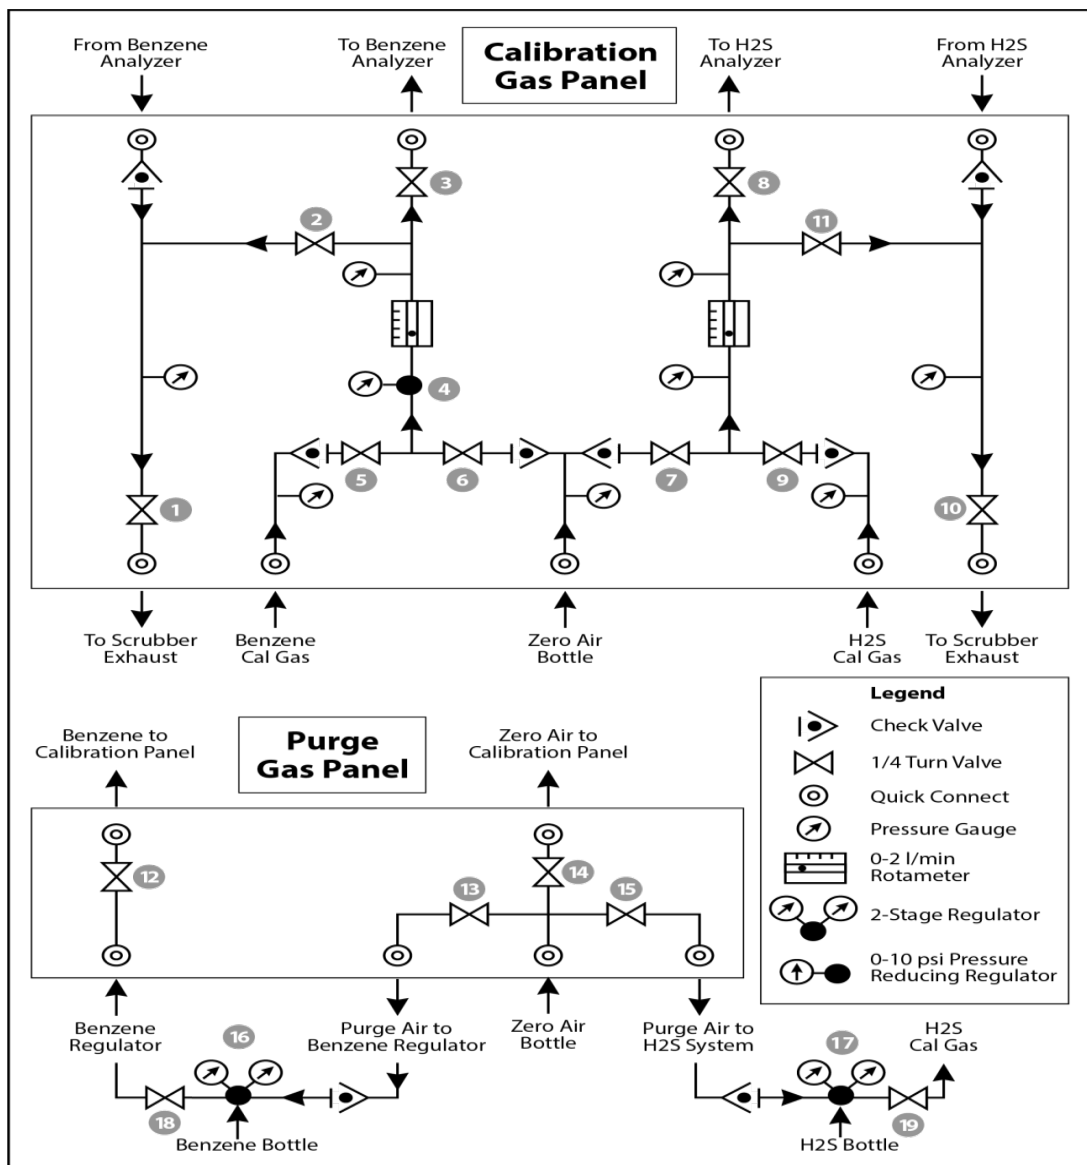 From Benzene
Analyzer
To Benzene
Analyzer
Calibration
Gas Panel
To H2S
Analyzer
From H2S
Analyzer
3
8
2
11
4
5
6
7
9
1
10
To Scrubber
Exhaust
Benzene
Cal Gas
Zero Air
Bottle
H2S
Cal Gas
To Scrubber
Exhaust
Legend
Check Valve
1/4 Turn Valve
Quick Connect
Pressure Gauge
0-2 l/min
Rotameter
2-Stage Regulator
0-10 psi Pressure
Reducing Regulator
Benzene to
Calibration Panel
Purge
Gas Panel
Zero Air to
Calibration Panel
12
14
13
15
Benzene
Regulator
16
Purge Air to
Benzene Regulator
Zero Air
Bottle
Purge Air to
H2S System
17
H2S
Cal Gas
18
19
Benzene Bottle
H2S Bottle